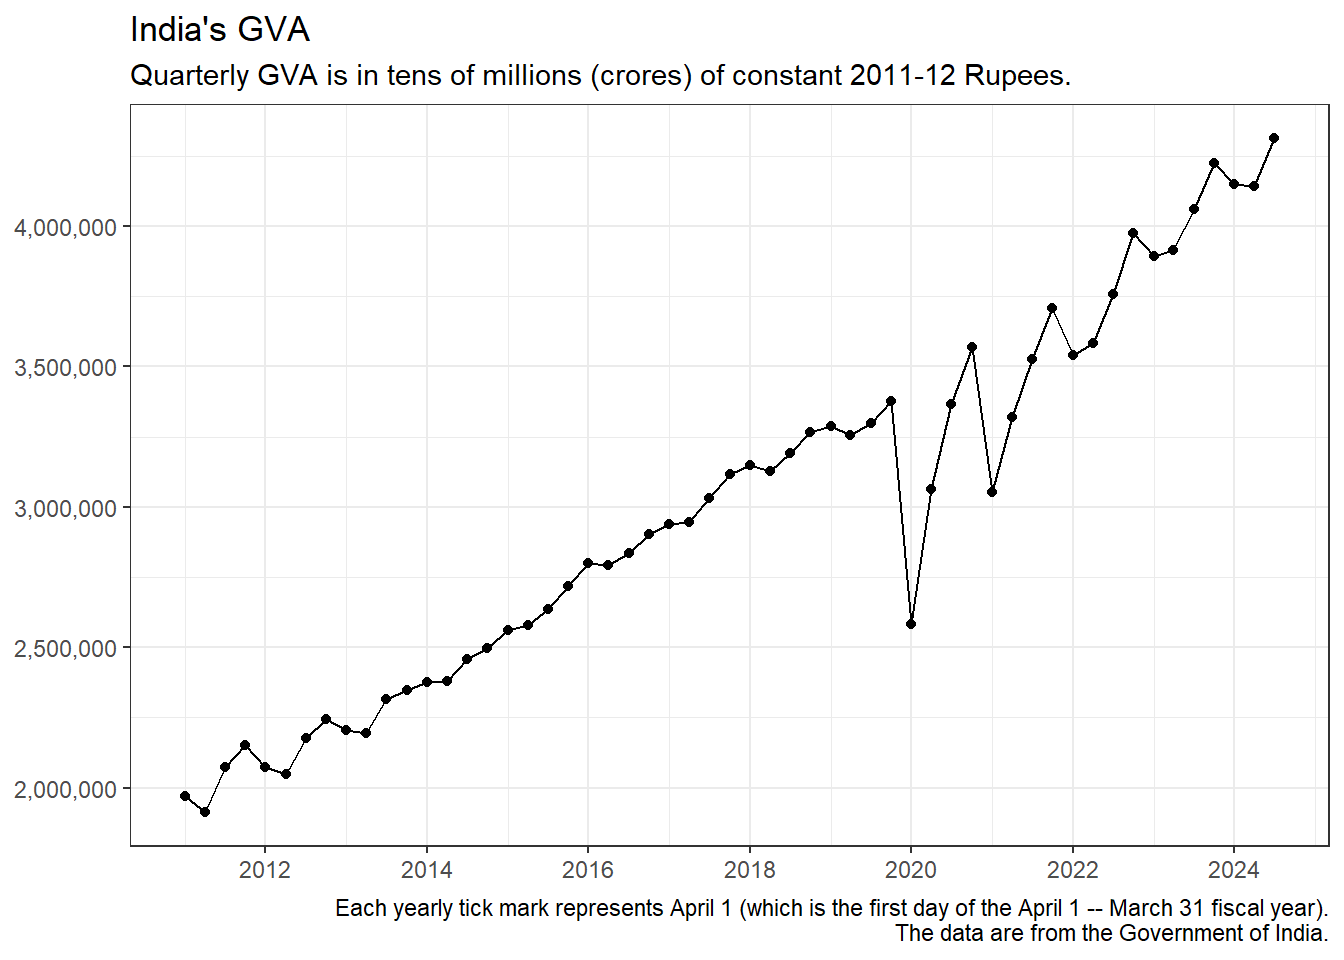 India's GVA
Quarterly GVA is in tens of millions (crores) of constant 2011-12 Rupees.
4,000,000
3,500,000
3,000,000
2,500,000
2,000,000
2012 2014 2016 2018 2020 2022 2024
Each yearly tick mark represents April 1 (which is the first day of the April 1 -- March 31 fiscal year).
The data are from the Government of India.